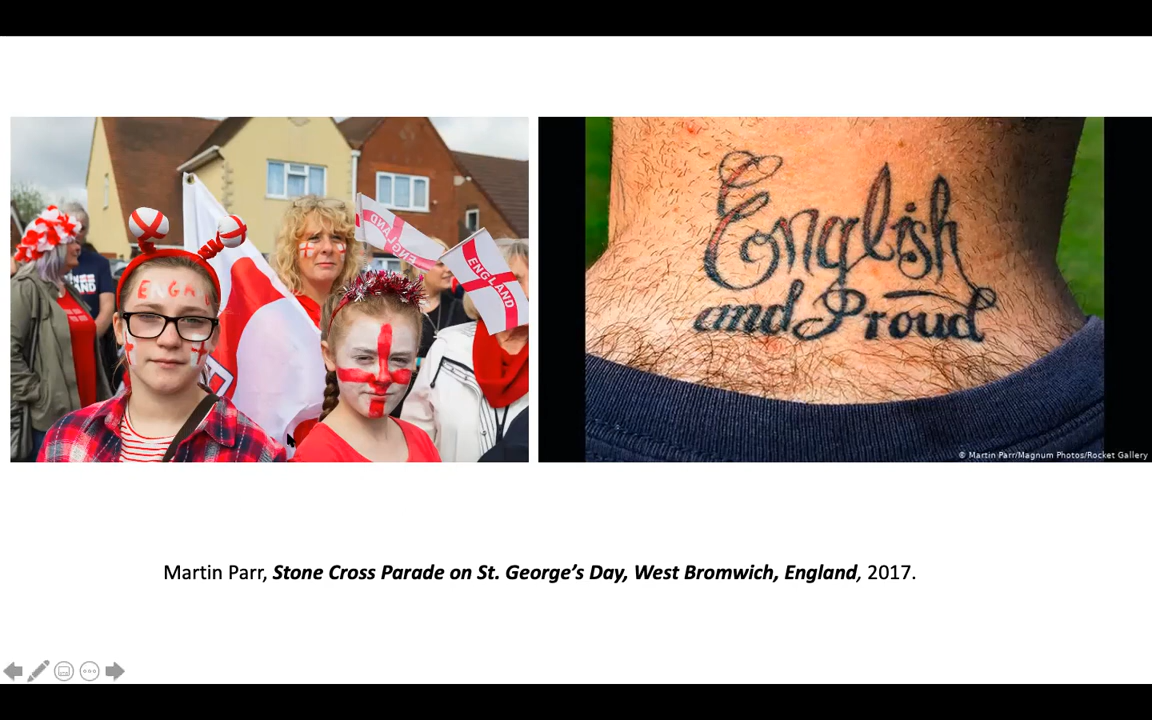 ENGLAND
ENGLAND
English
and Proud
© Martin Parr/Magnum Photos/Rocket Gallery
Martin Parr, Stone Cross Parade on St. George’s Day, West Bromwich, England, 2017.